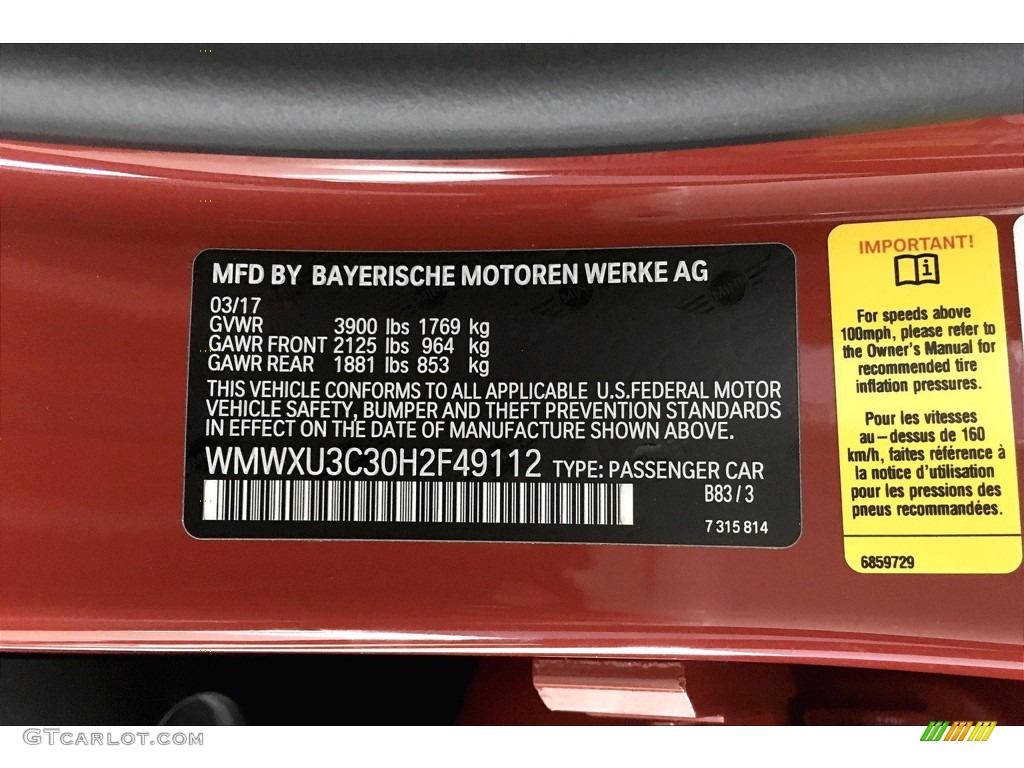 MFD BY BAYERISCHE MOTOREN WERKE AG
03/17
GVWR 3900 lbs 1769 kg
GAWR FRONT 2125 lbs 964 kg
GAWR REAR 1881 lbs 853 kg
THIS VEHICLE CONFORMS TO ALL APPLICABLE U.S.FEDERAL MOTOR
VEHICLE SAFETY, BUMPER AND THEFT PREVENTION STANDARDS
IN EFFECT ON THE DATE OF MANUFACTURE SHOWN ABOVE.
WMWXU3C30H2F49112 TYPE: PASSENGER CAR
B83/3
7 315 814
IMPORTANT!
For speeds above
100mph, please refer to
the Owner's Manual for
recommended tire
inflation pressures.
Pour les vitesses
au-dessus de 160
km/h, faites référence à
la notice d'utilisation
pour les pressions des
pneus recommandées.
6859729
GTcarlot.com